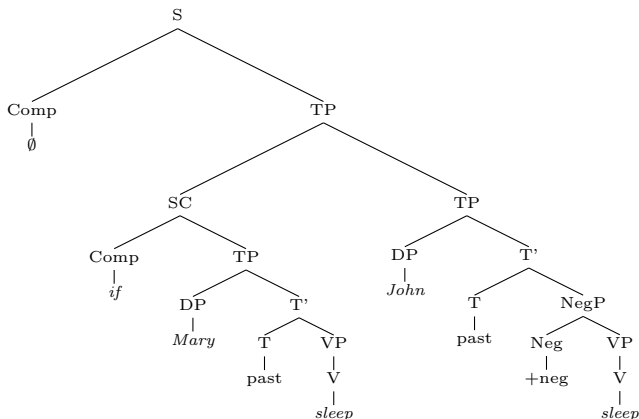 S
Comp TP
∅
SC TP
Comp TP DP T'
if John
DP T' T NegP
Mary past
T VP Neg VP
past V +neg V
sleep sleep